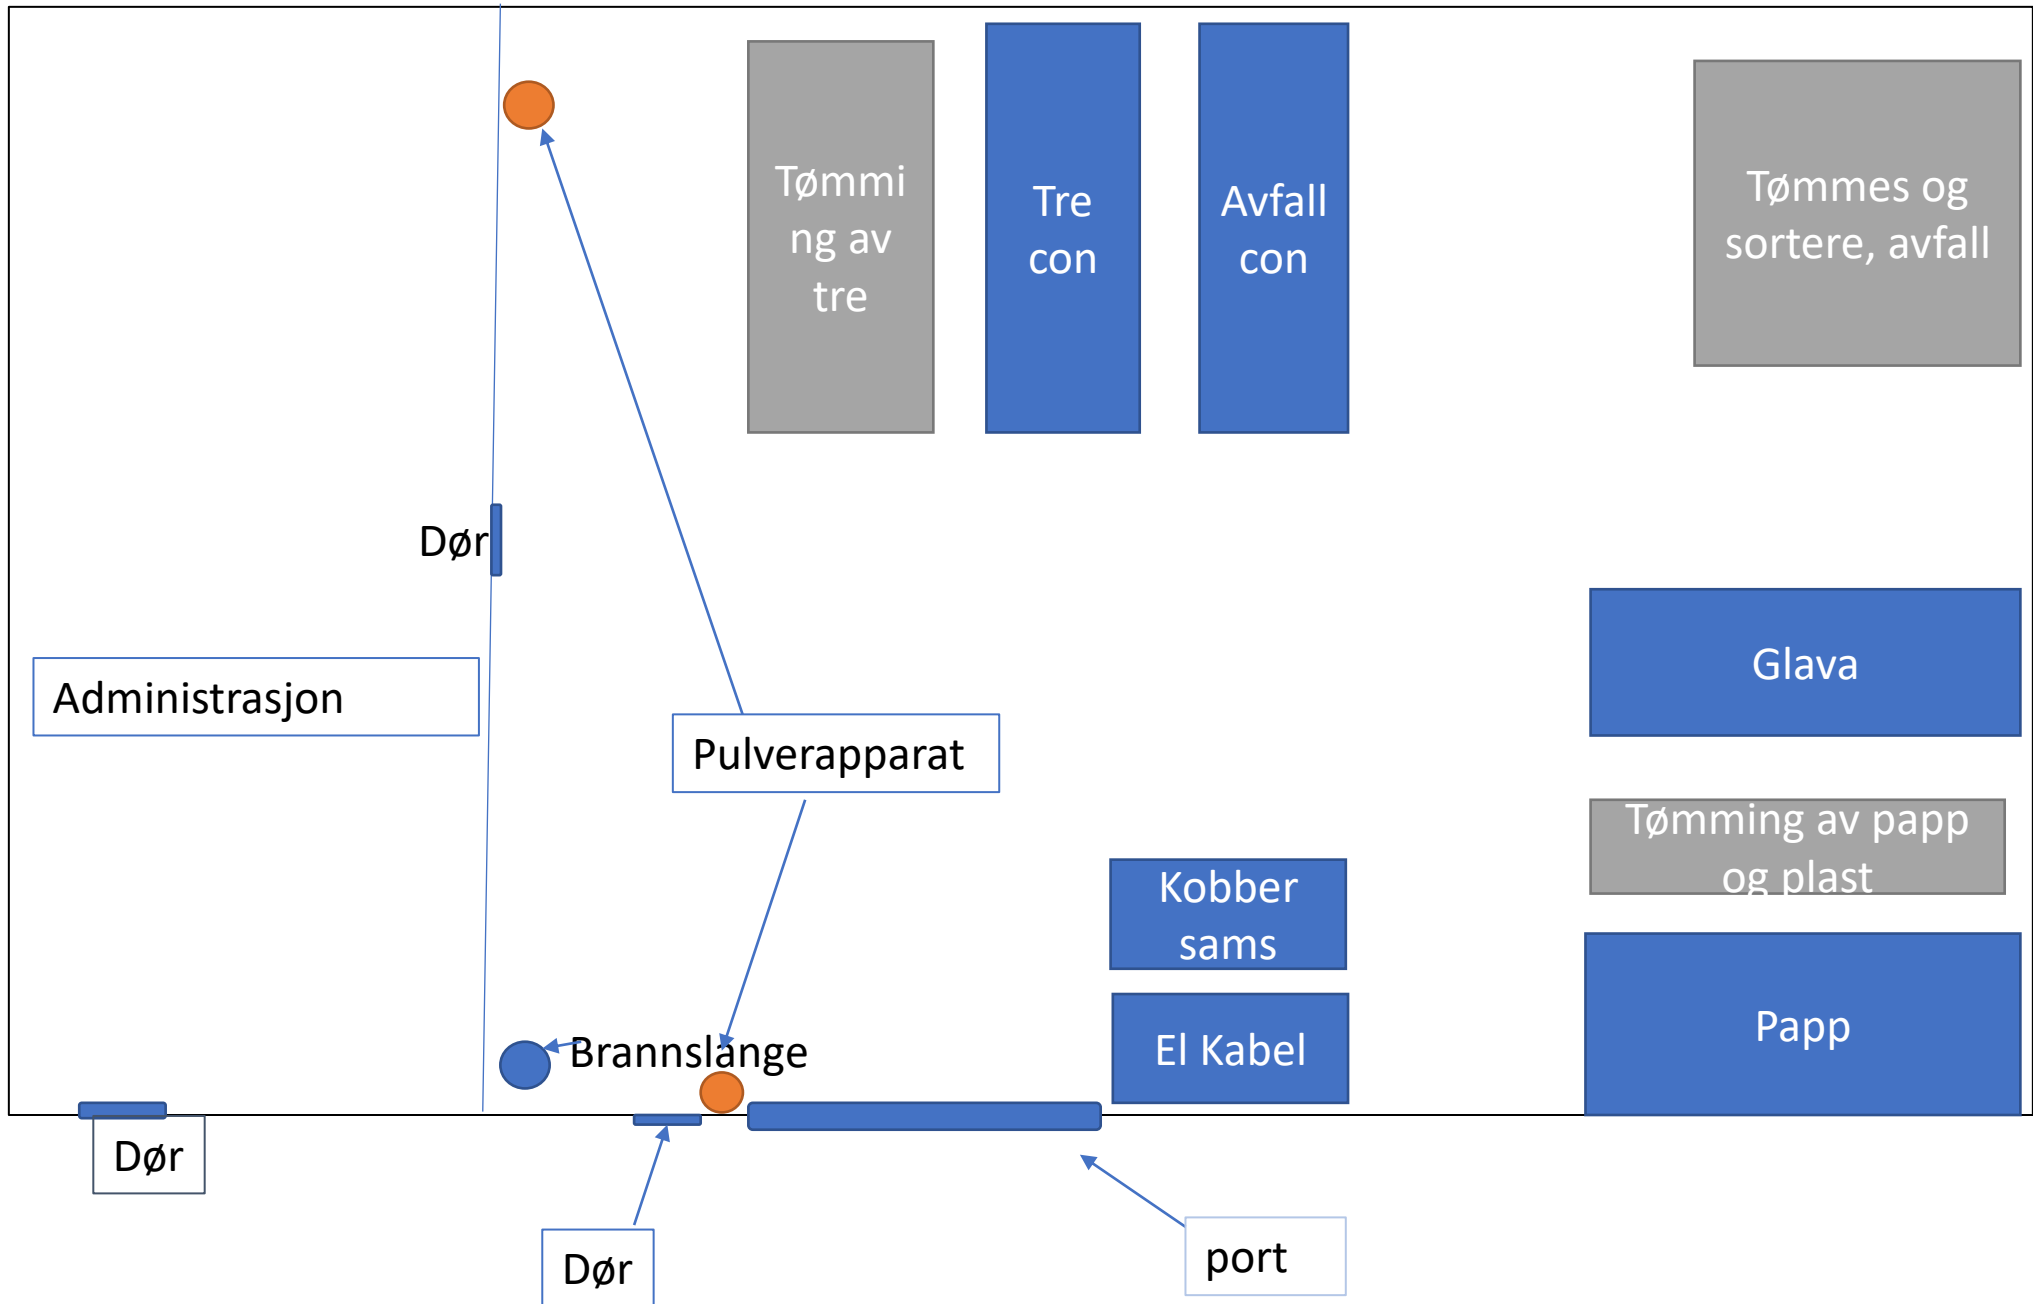 Tømmi
ng av
tre
Tre
con
Avfall
con
Tømmes og
sortere, avfall
Dør
Administrasjon
Pulverapparat
Glava
Tømming av papp
og plast
Kobber
sams
El Kabel
Papp
Brannslange
Dør
Dør
port